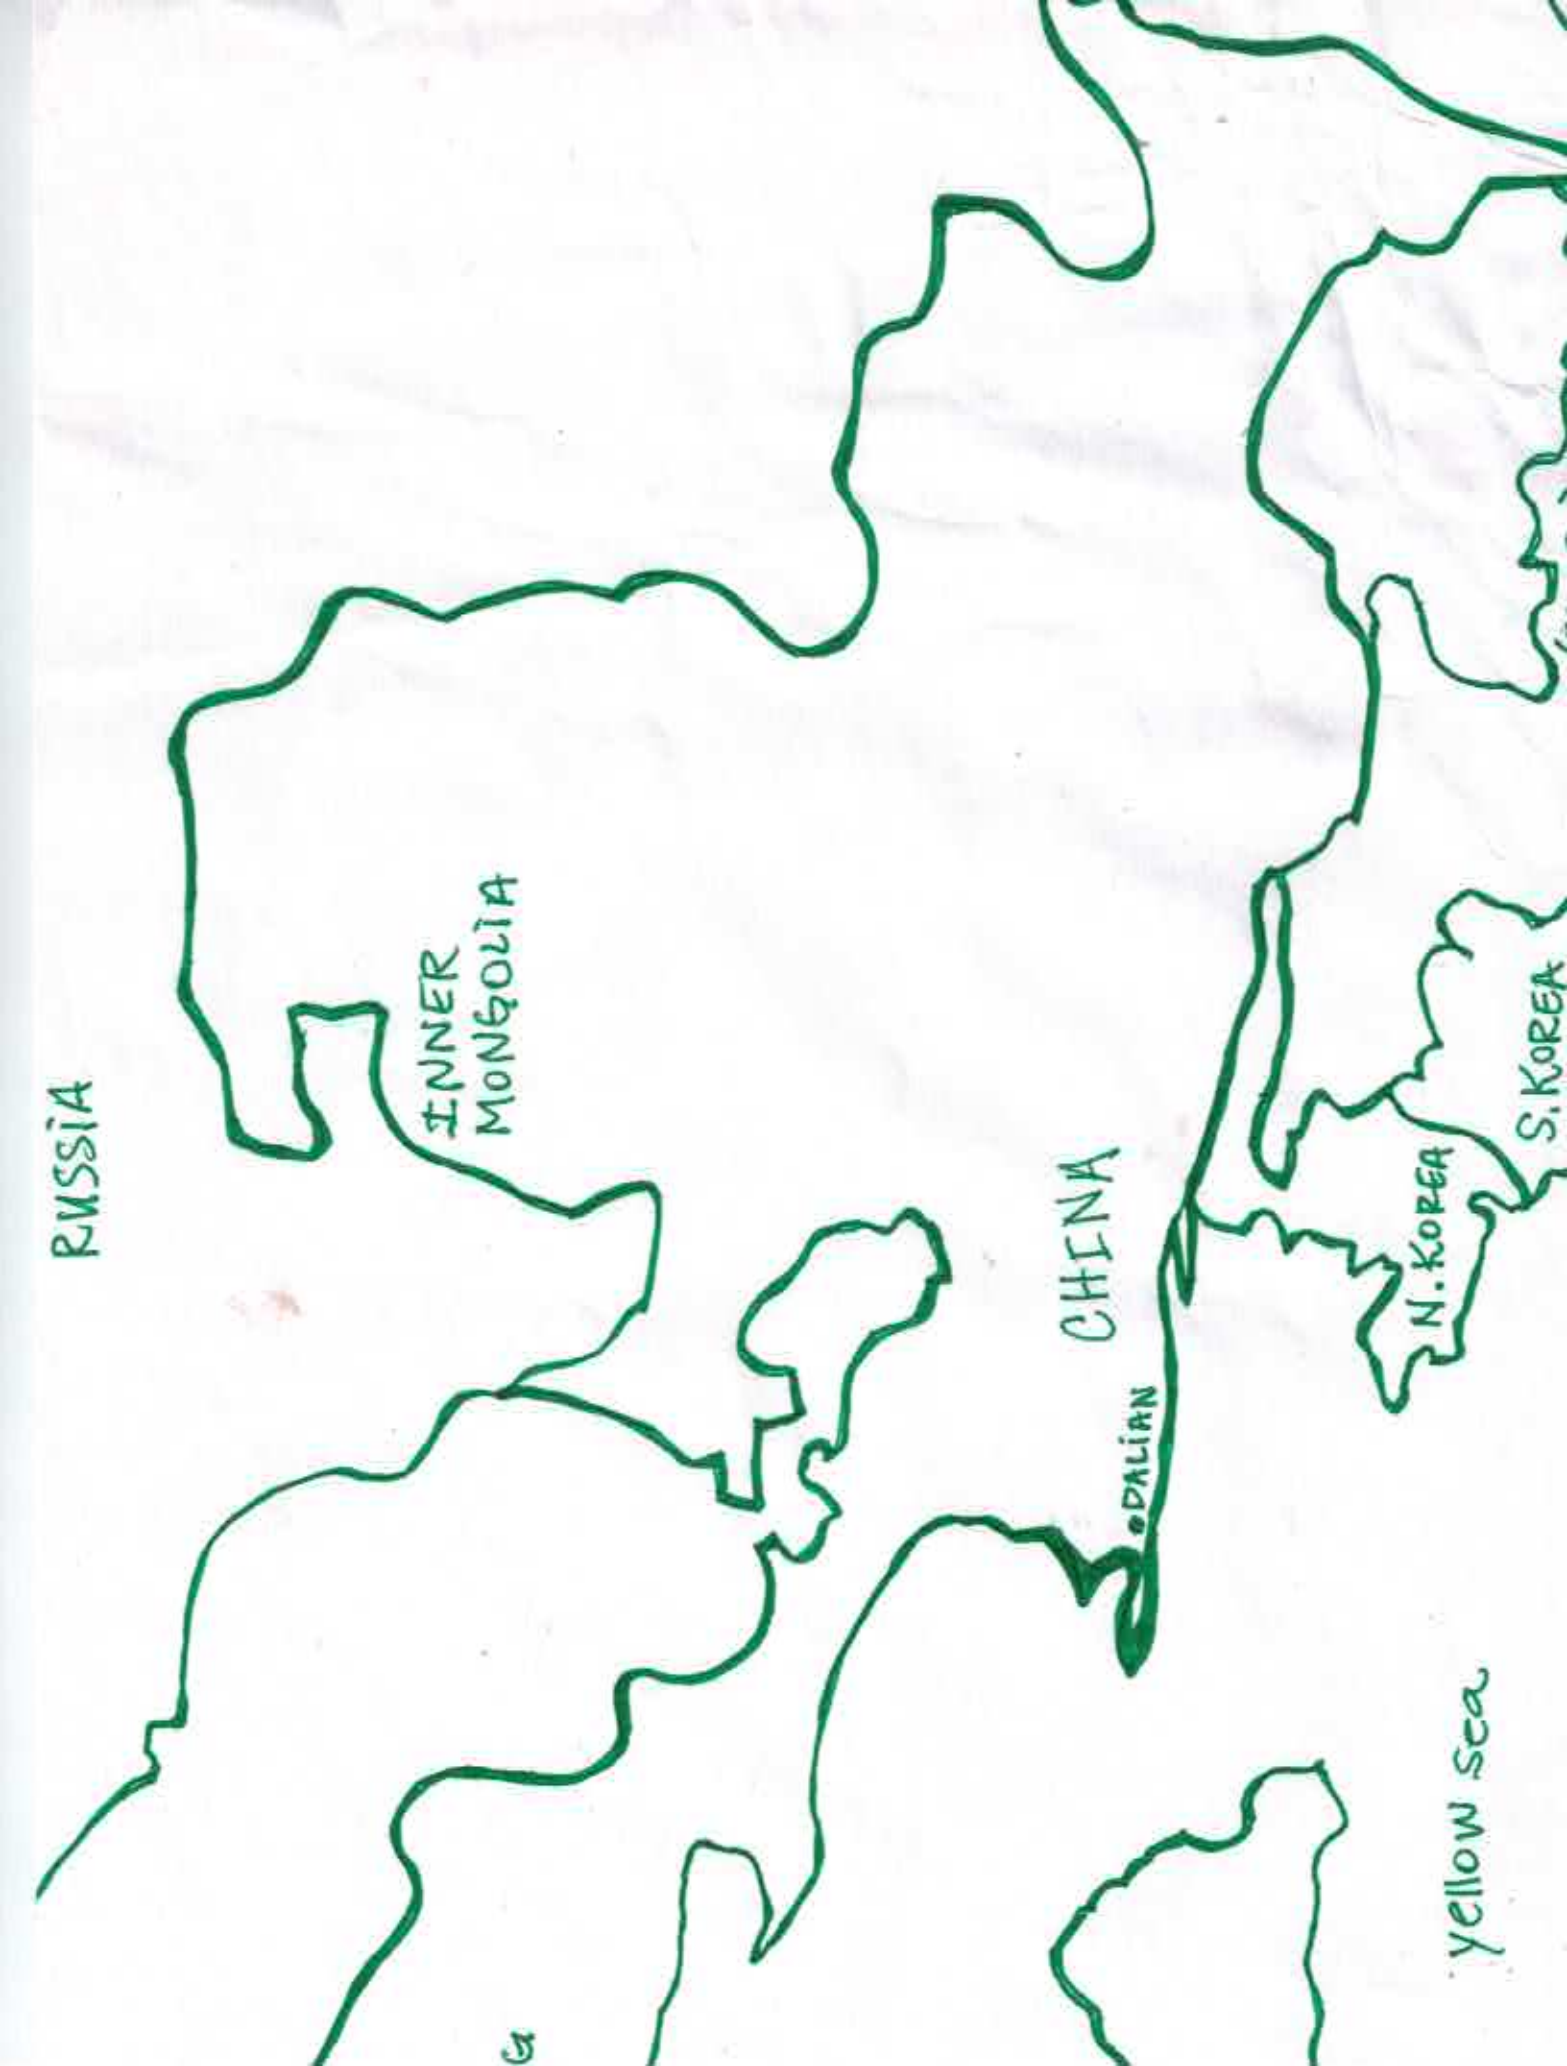 RUSSIA
INNER
MONGOLIA
CHINA
DALIAN
N. KOREA
S. KOREA
yellow sea